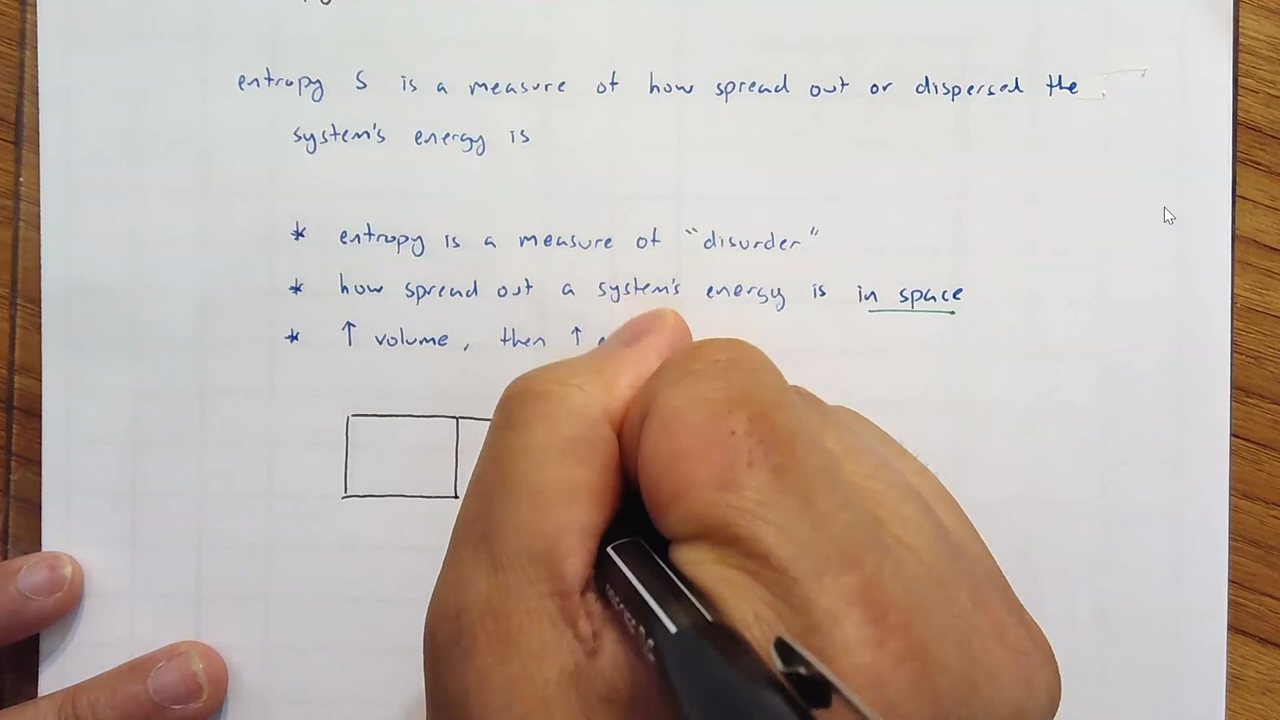 entropy S is a measure of how spread out or dispersed the
system's energy is
* entropy is a measure of "disorder"
* how spread out a system's energy is in space
* ↑ volume, then ↑